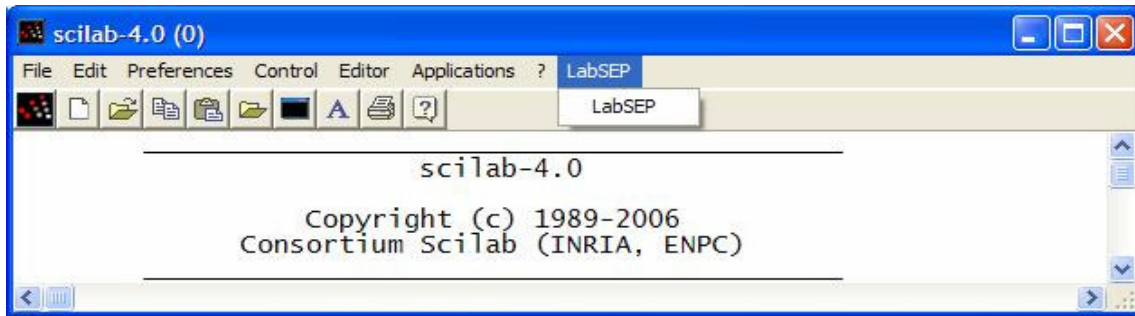 scilab-4.0 (0)
File Edit Preferences Control Editor Applications ? LabSEP
LabSEP
A
scilab-4.0
Copyright (c) 1989-2006
Consortium Scilab (INRIA, ENPC)